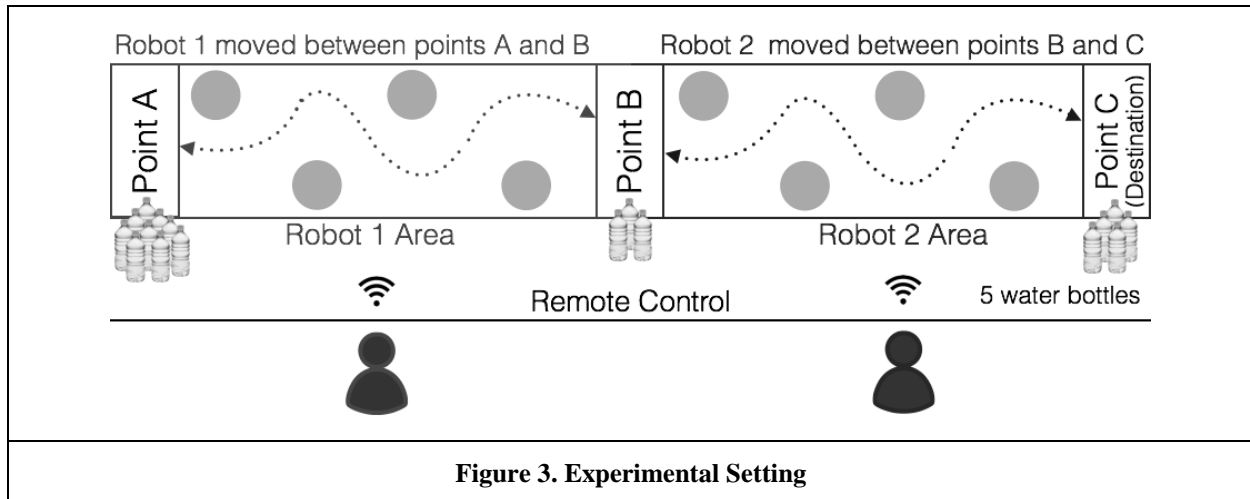 Robot 1 moved between points A and B
Robot 2 moved between points B and C
Point A
Point B
Point C
(Destination)
Robot 1 Area
Robot 2 Area
Remote Control
5 water bottles
Figure 3. Experimental Setting